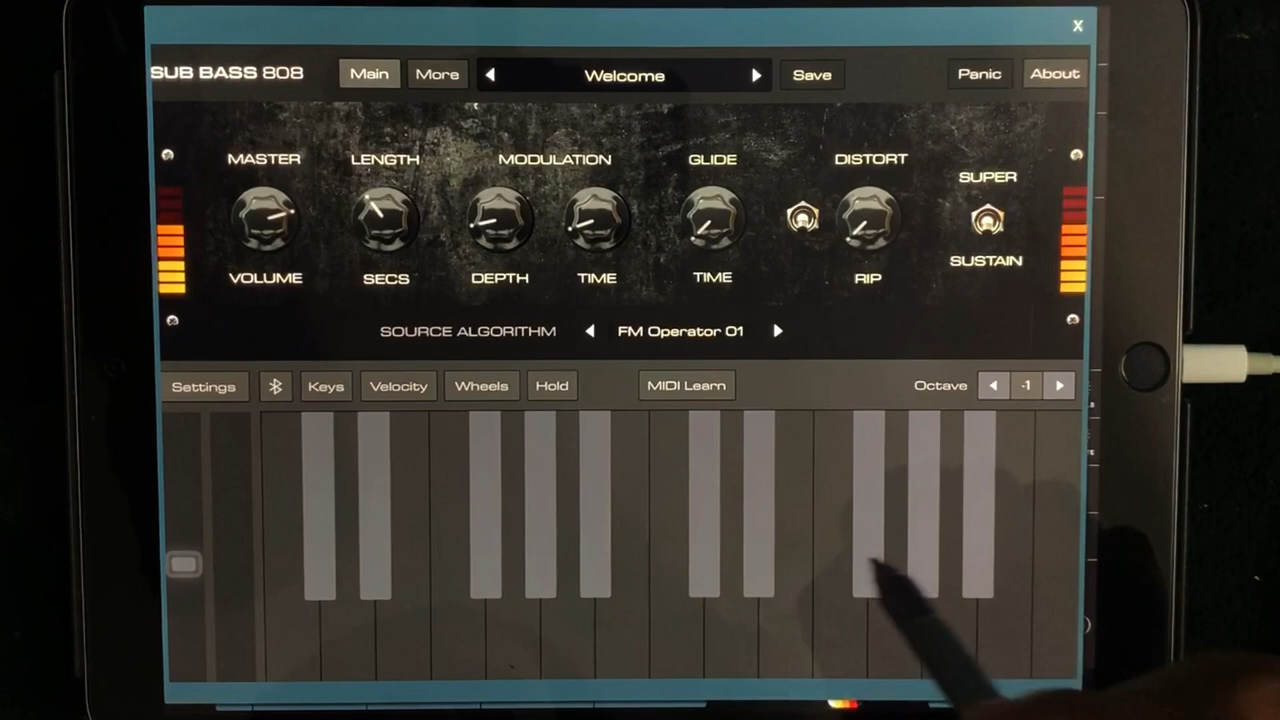 X
SUB BASS 808 Main More Welcome Save Panic About
MASTER LENGTH MODULATION GLIDE DISTORT
SUPER
SUSTAIN
VOLUME SECS DEPTH TIME TIME RIP
SOURCE ALGORITHM FM Operator 01
Settings Keys Velocity Wheels Hold MIDI Learn Octave -1